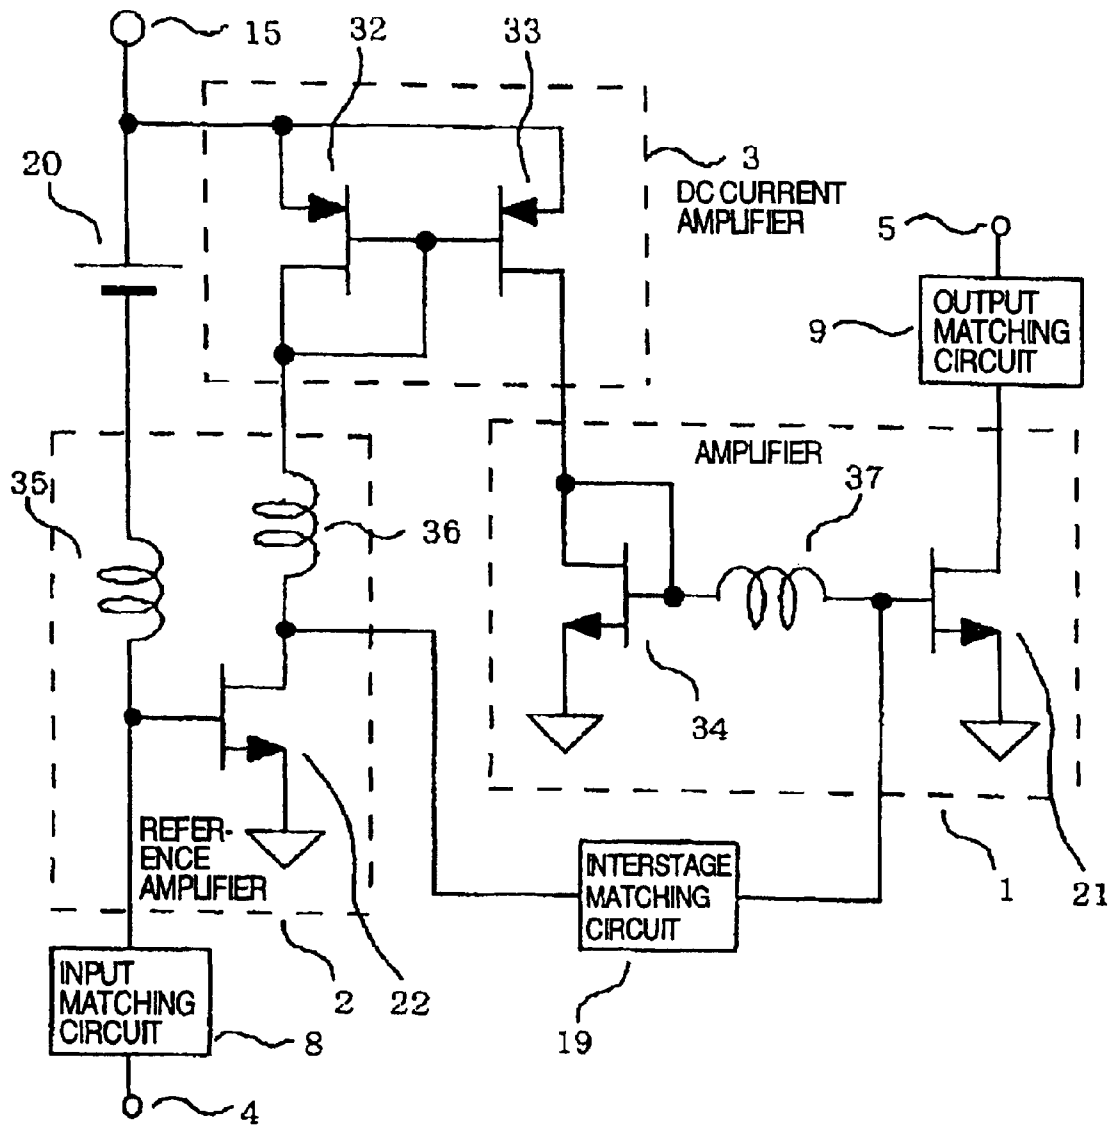 15
32
33
20
3
DC CURRENT
AMPLIFIER
5
OUTPUT
MATCHING
CIRCUIT
9
AMPLIFIER
35
36
37
34
REFER-
ENCE
AMPLIFIER
INTERSTAGE
MATCHING
CIRCUIT
1
21
INPUT
MATCHING
CIRCUIT
2
22
8
19
4